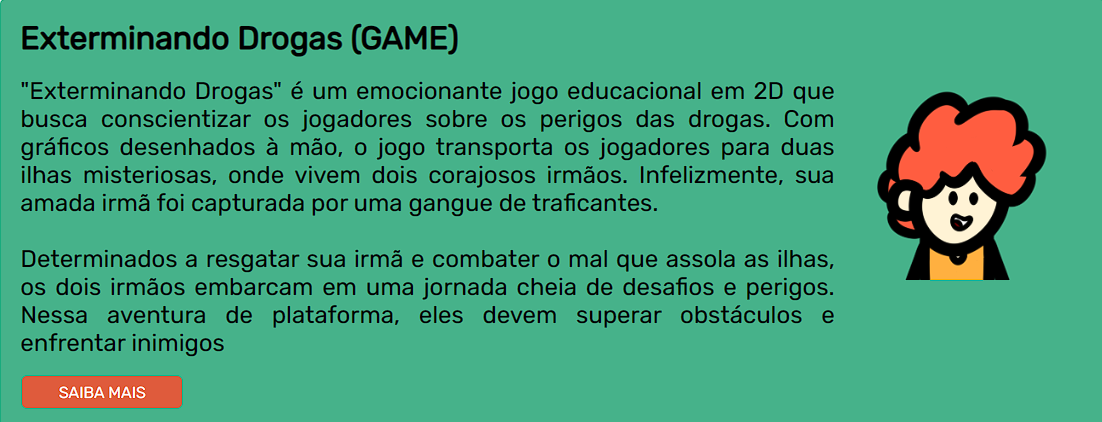 Exterminando Drogas (GAME)
"Exterminando Drogas" é um emocionante jogo educacional em 2D que
busca conscientizar os jogadores sobre os perigos das drogas. Com
gráficos desenhados à mão, o jogo transporta os jogadores para duas
ilhas misteriosas, onde vivem dois corajosos irmãos. Infelizmente, sua
amada irmã foi capturada por uma gangue de traficantes.
Determinados a resgatar sua irmã e combater o mal que assola as ilhas,
os dois irmãos embarcam em uma jornada cheia de desafios e perigos.
Nessa aventura de plataforma, eles devem superar obstáculos e
enfrentar inimigos
SAIBA MAIS